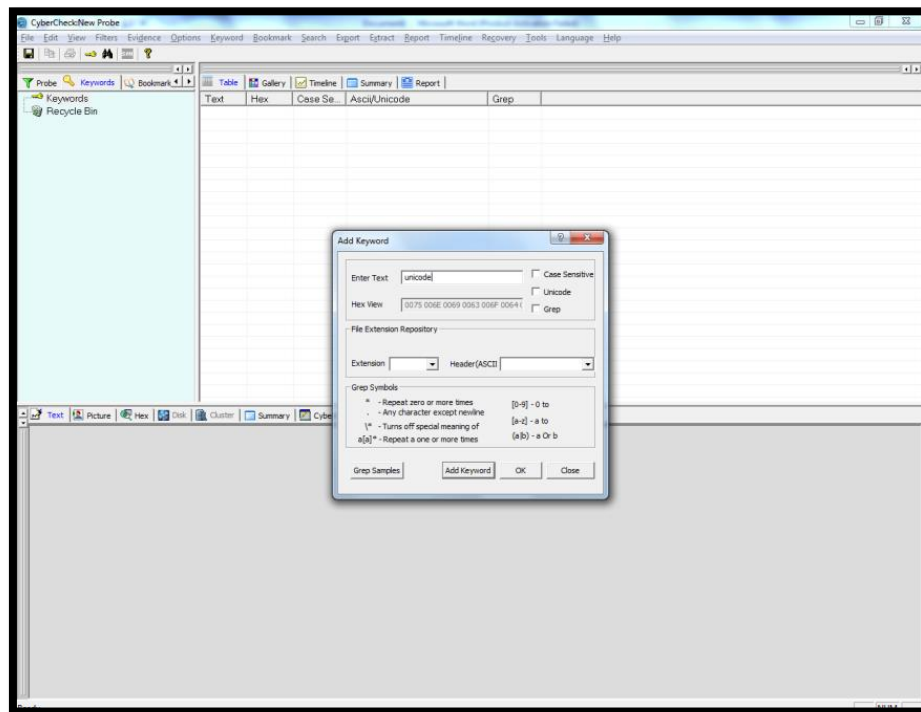 CyberCheck:New Probe
File Edit View Filters Evidence Options Keyword Bookmark Search Export Extract Report Timeline Recovery Tools Language Help
Probe Keywords Bookmark Table Gallery Timeline Summary Report
Keywords
Recycle Bin
Text Hex Case Se... Ascii/Unicode Grep
Add Keyword
Enter Text unicode Case Sensitive
Unicode
Hex View 0075 006E 0069 0063 006F 0064 Grep
File Extension Repository
Extension Header(ASCII
Grep Symbols
* - Repeat zero or more times [0-9] - 0 to
. - Any character except newline [a-z] - a to
\* - Turns off special meaning of (a|b) - a Or b
a[a]* - Repeat a one or more times
Grep Samples Add Keyword OK Close
Text Picture Hex Disk Cluster Summary Cybe